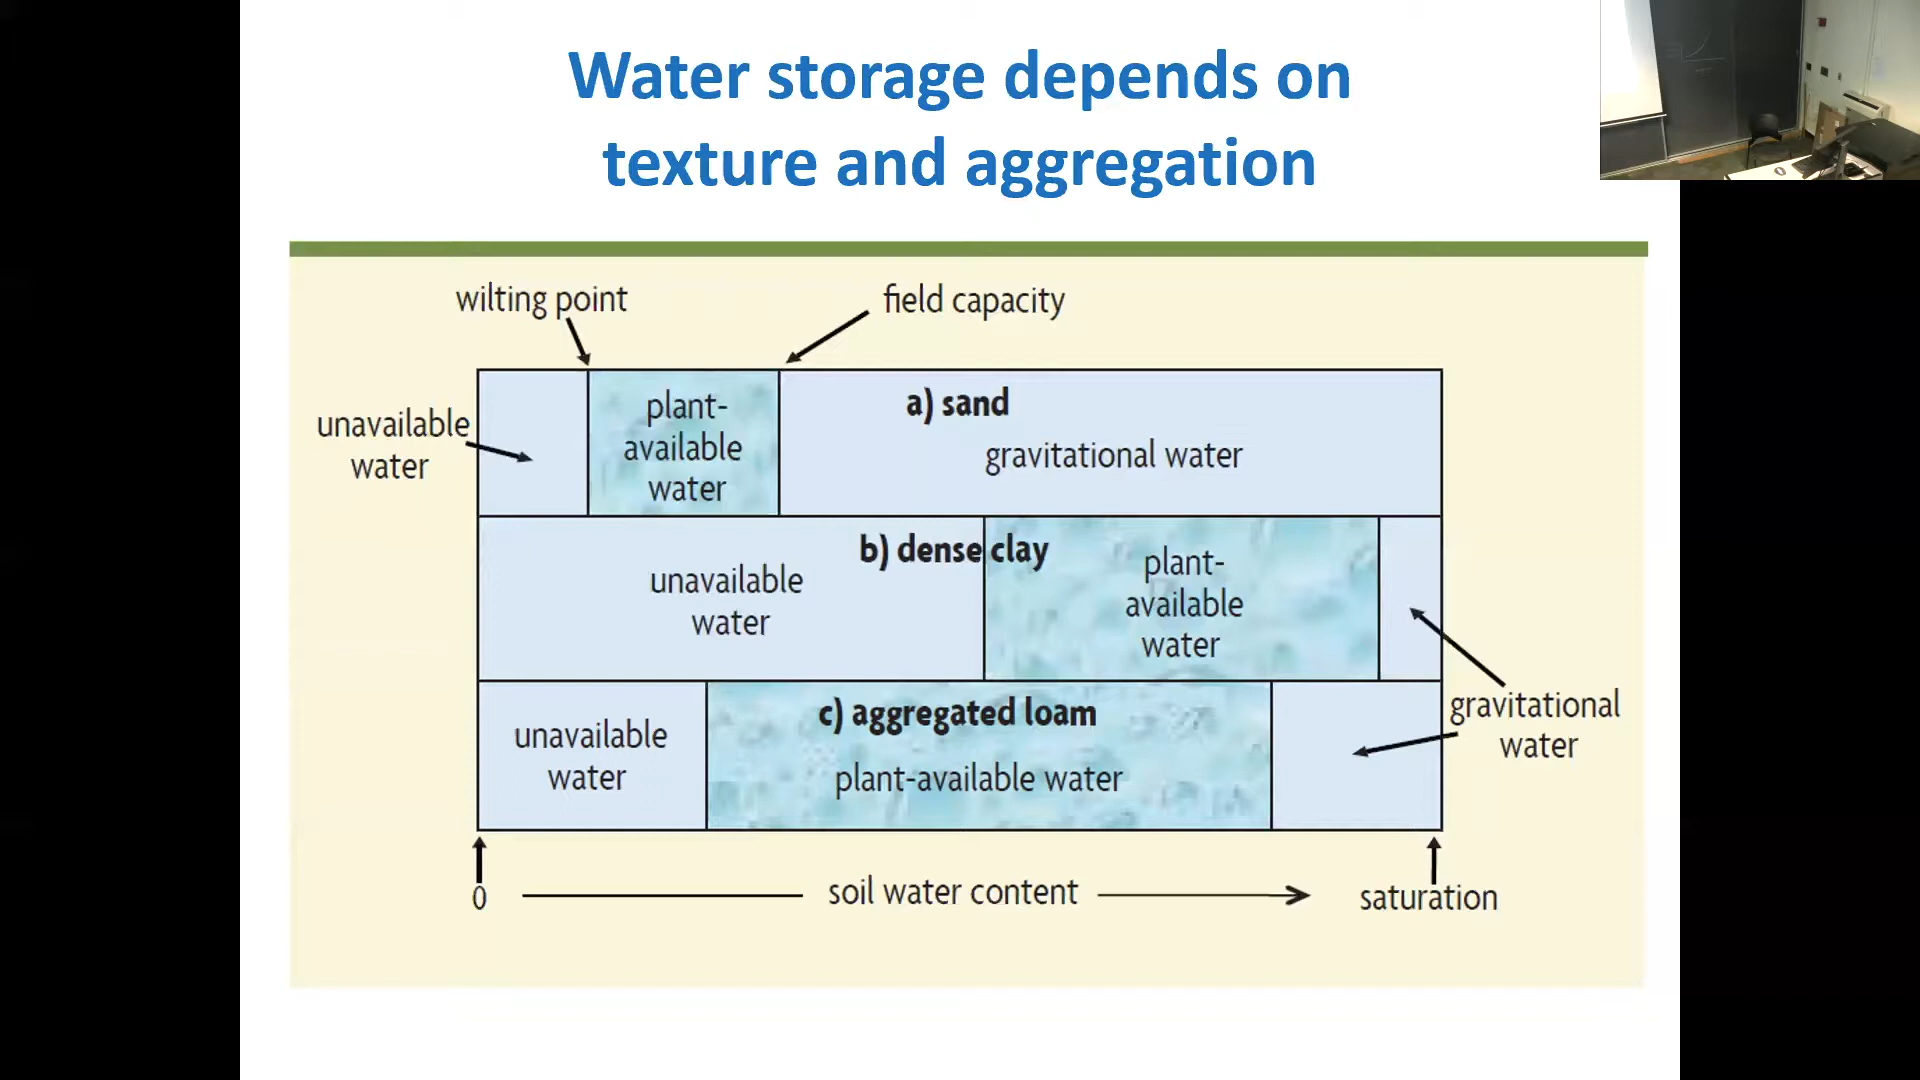 Water storage depends on
texture and aggregation
wilting point
field capacity
unavailable
water
plant-
available
water
a) sand
gravitational water
b) dense clay
unavailable
water
plant-
available
water
c) aggregated loam
unavailable
water
plant-available water
gravitational
water
0
soil water content
saturation